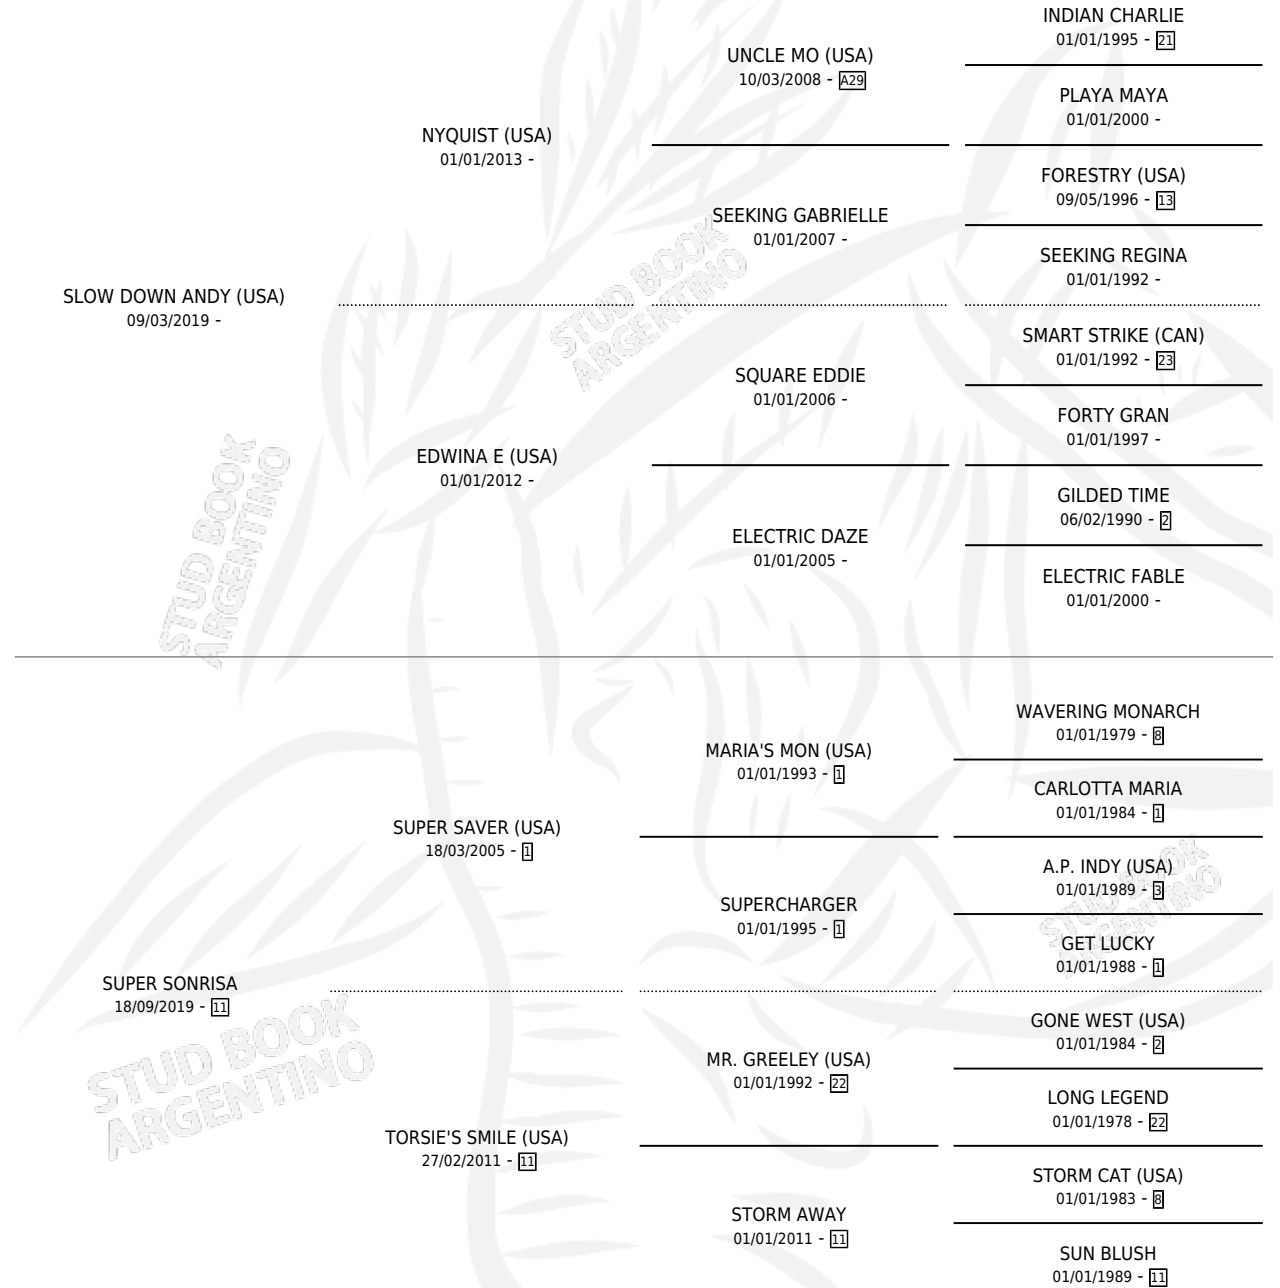 INDIAN CHARLIE
01/01/1995 - 21
UNCLE MO (USA)
10/03/2008 - A29
PLAYA MAYA
01/01/2000 -
NYQUIST (USA)
01/01/2013 -
FORESTRY (USA)
09/05/1996 - 13
SEEKING GABRIELLE
01/01/2007 -
SEEKING REGINA
01/01/1992 -
SLOW DOWN ANDY (USA)
09/03/2019 -
STUD BOOK
ARGENTINO
SMART STRIKE (CAN)
01/01/1992 - 23
SQUARE EDDIE
01/01/2006 -
FORTY GRAN
01/01/1997 -
EDWINA E (USA)
01/01/2012 -
GILDED TIME
06/02/1990 - 2
ELECTRIC DAZE
01/01/2005 -
ELECTRIC FABLE
01/01/2000 -
STUD BOOK
ARGENTINO
WAVERING MONARCH
01/01/1979 - 8
MARIA'S MON (USA)
01/01/1993 - 1
CARLOTTA MARIA
01/01/1984 - 1
SUPER SAVER (USA)
18/03/2005 - 1
A.P. INDY (USA)
01/01/1989 - 3
STUD BOOK
ARGENTINO
SUPERCHARGER
01/01/1995 - 1
GET LUCKY
01/01/1988 - 1
SUPER SONRISA
18/09/2019 - 11
STUD BOOK
ARGENTINO
GONE WEST (USA)
01/01/1984 - 2
MR. GREELEY (USA)
01/01/1992 - 22
LONG LEGEND
01/01/1978 - 22
TORSIE'S SMILE (USA)
27/02/2011 - 11
STORM CAT (USA)
01/01/1983 - 8
STORM AWAY
01/01/2011 - 11
SUN BLUSH
01/01/1989 - 11